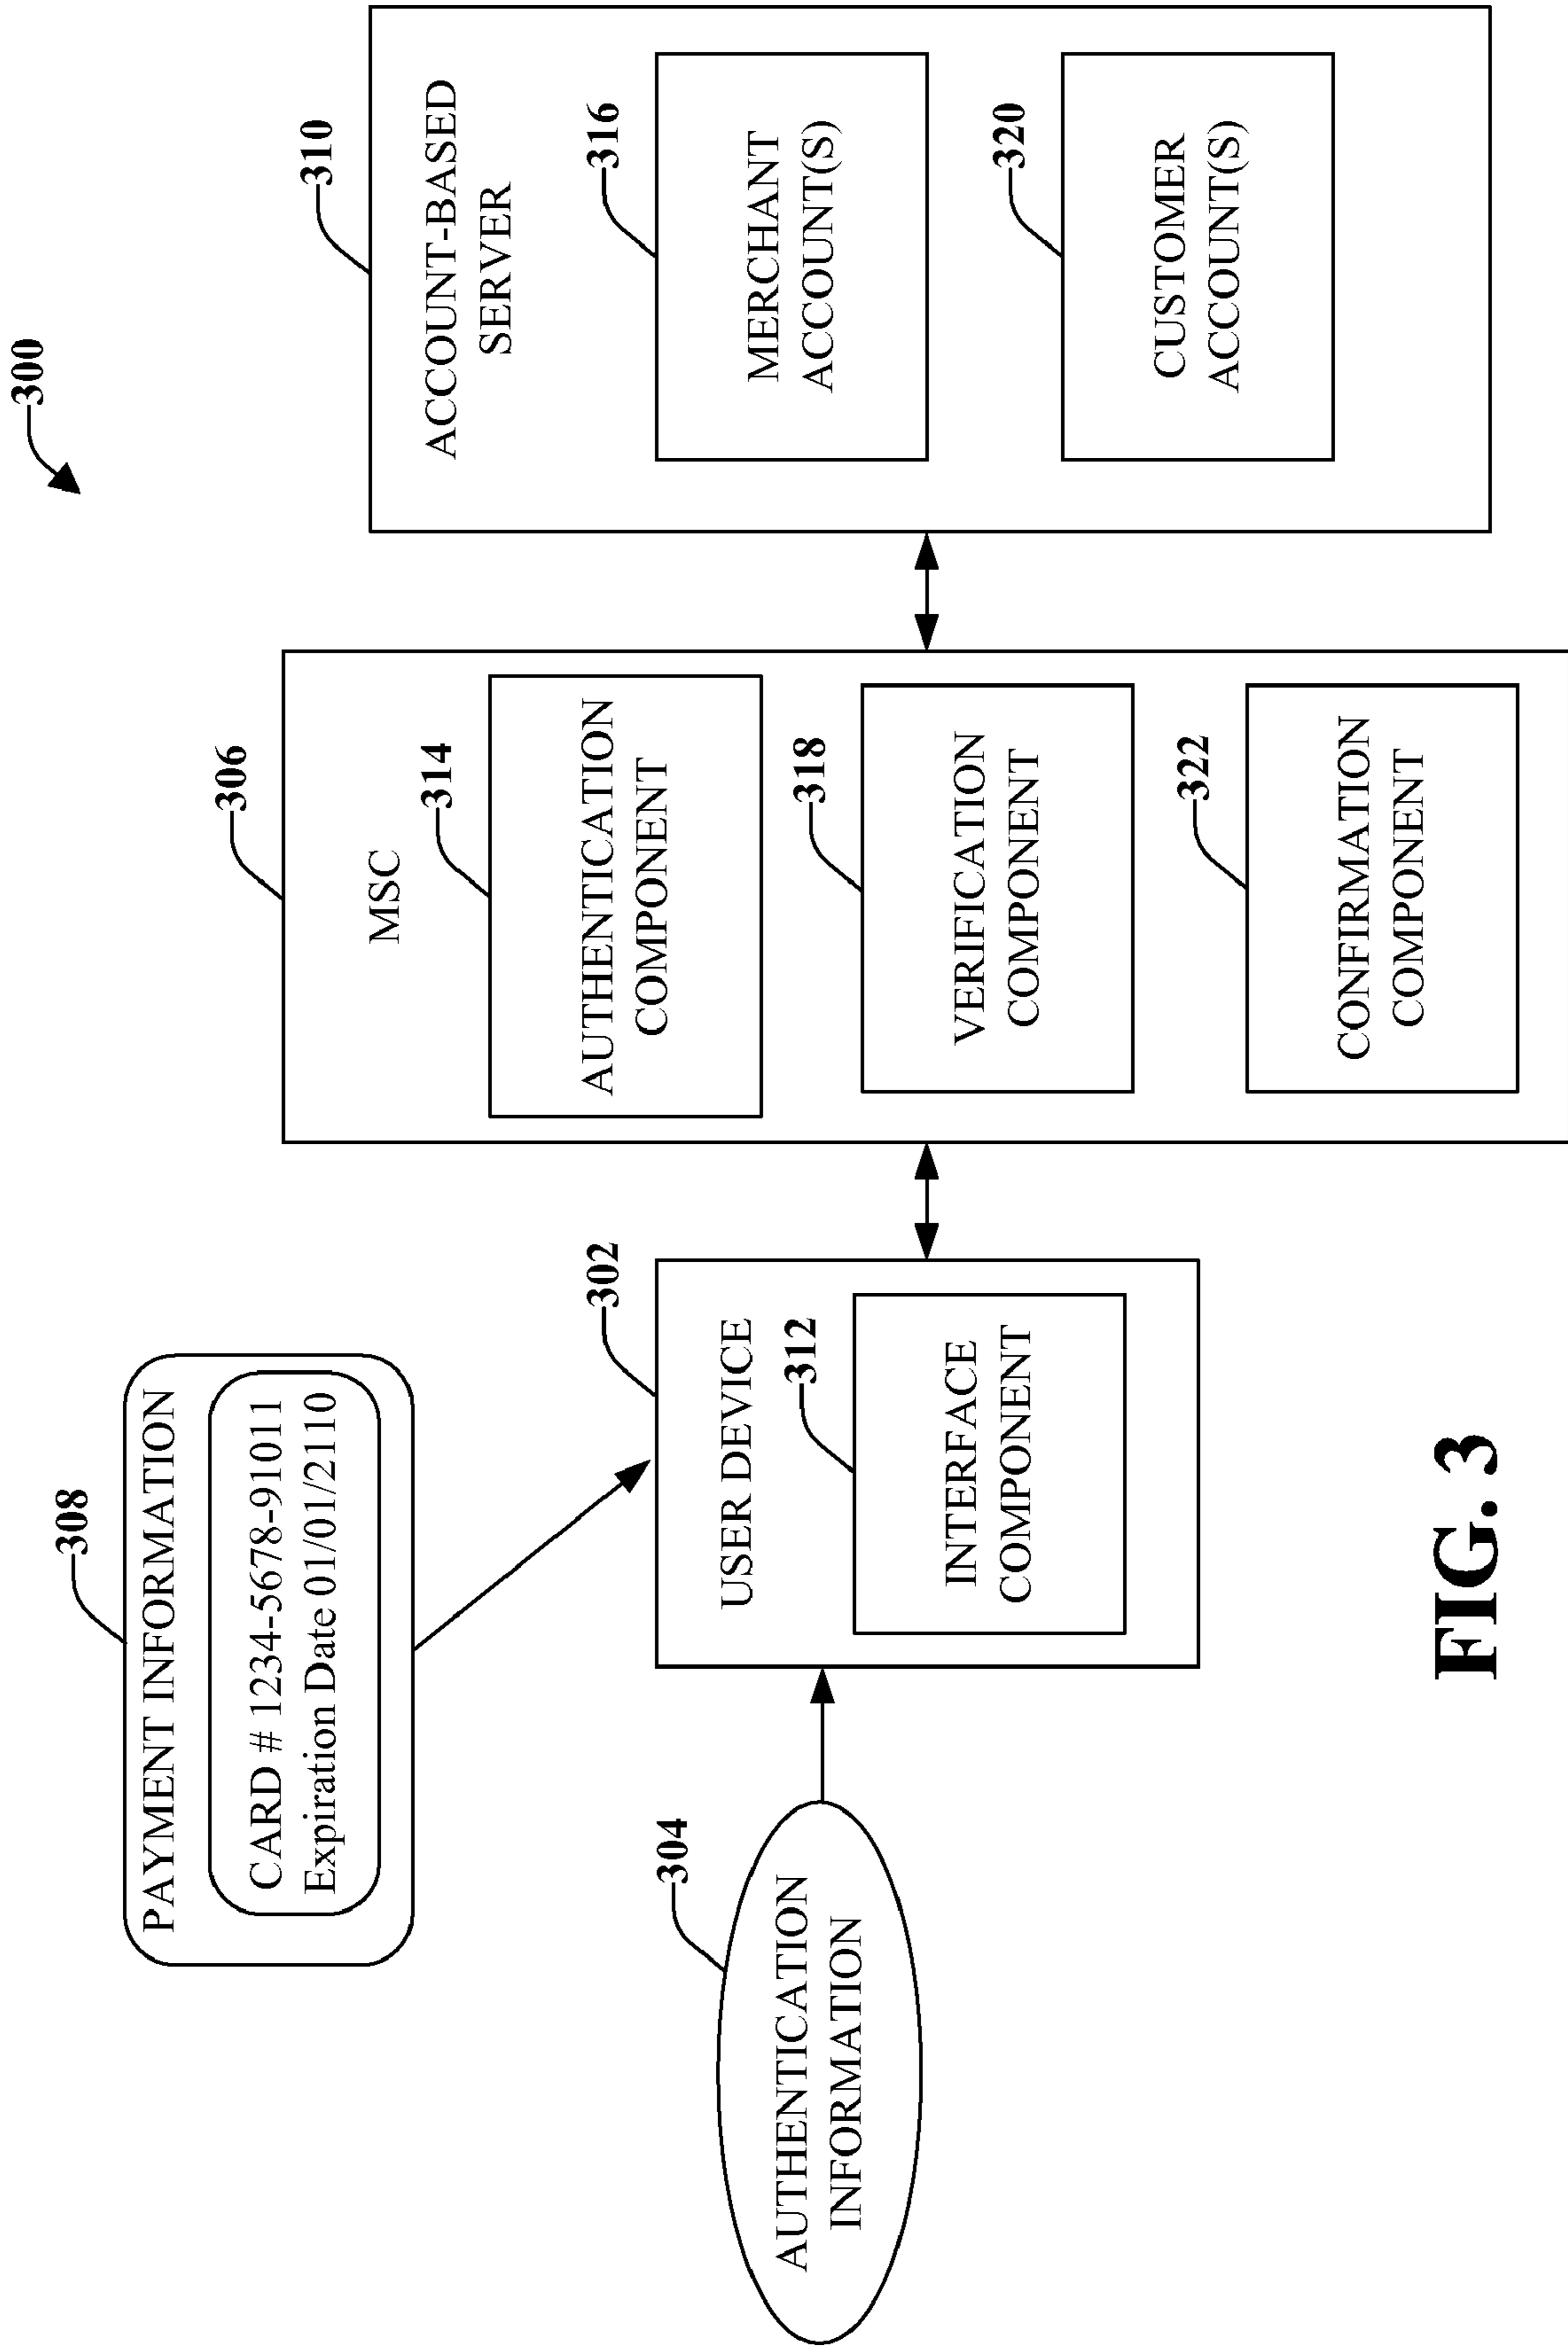 300
308
PAYMENT INFORMATION
CARD # 1234-5678-91011
Expiration Date 01/01/2110
304
AUTHENTICATION
INFORMATION
302
USER DEVICE
312
INTERFACE
COMPONENT
306
MSC
314
AUTHENTICATION
COMPONENT
318
VERIFICATION
COMPONENT
322
CONFIRMATION
COMPONENT
310
ACCOUNT-BASED
SERVER
316
MERCHANT
ACCOUNT(S)
320
CUSTOMER
ACCOUNT(S)
FIG. 3